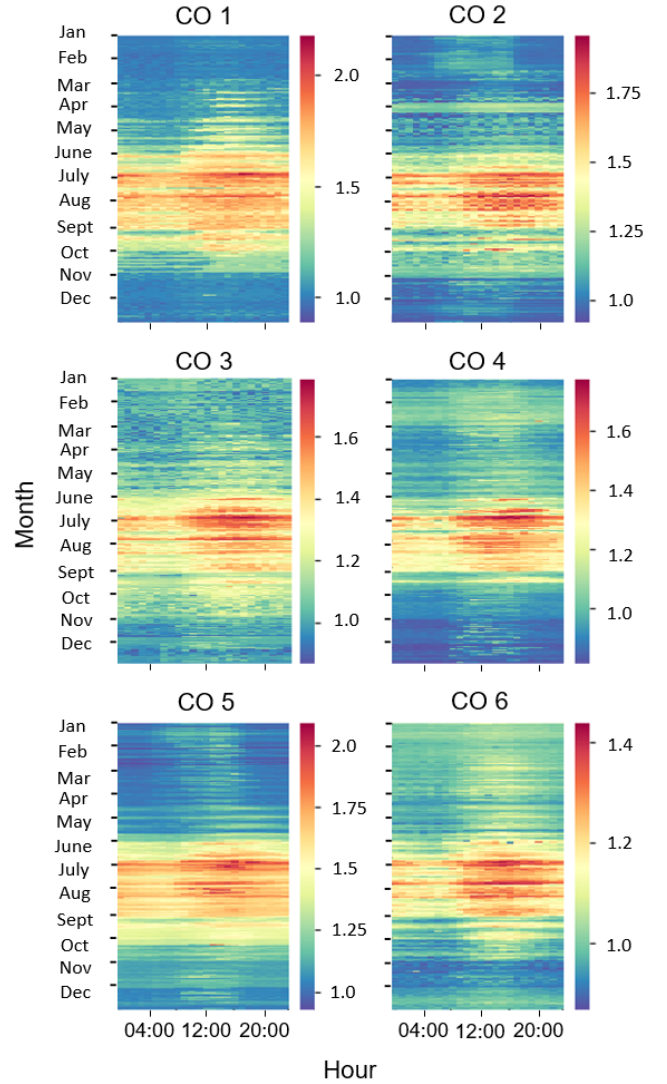 CO 1
CO 2
Jan
Feb
Mar
Apr
May
June
July
Aug
Sept
Oct
Nov
Dec
2.0
1.5
1.0
1.75
1.50
1.25
1.0
CO 3
CO 4
Jan
Feb
Mar
Apr
May
June
July
Aug
Sept
Oct
Nov
Dec
1.6
1.4
1.2
1.0
1.6
1.4
1.2
1.0
Month
CO 5
CO 6
Jan
Feb
Mar
Apr
May
June
July
Aug
Sept
Oct
Nov
Dec
2.0
1.75
1.5
1.25
1.0
1.4
1.2
1.0
04:00 12:00 20:00
04:00 12:00 20:00
Hour